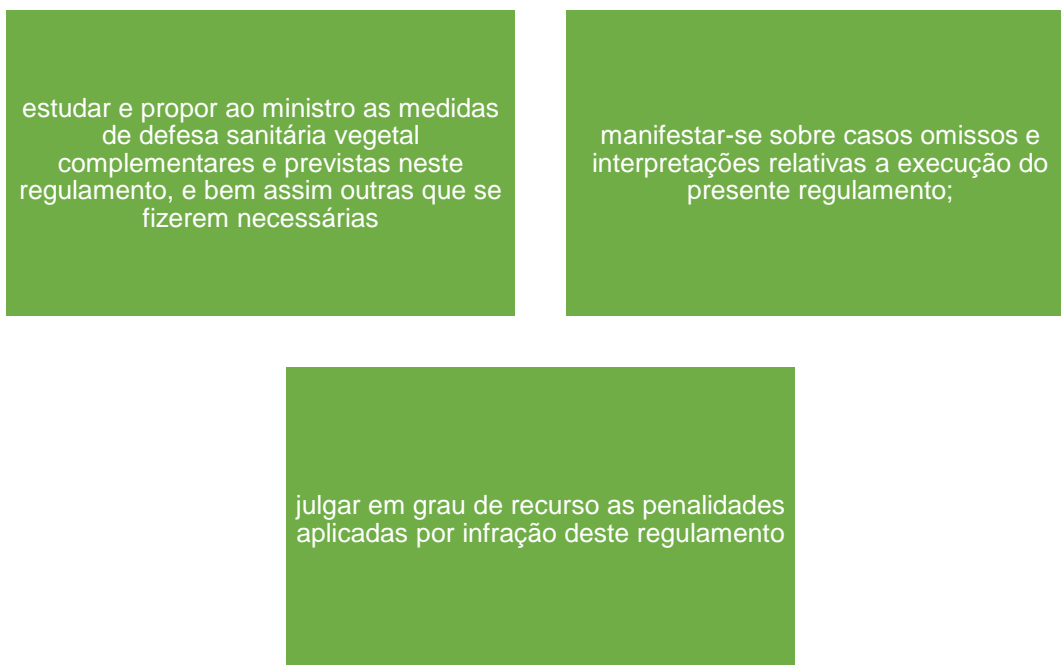 estudar e propor ao ministro as medidas
de defesa sanitária vegetal
complementares e previstas neste
regulamento, e bem assim outras que se
fizerem necessárias
manifestar-se sobre casos omissos e
interpretações relativas a execução do
presente regulamento;
julgar em grau de recurso as penalidades
aplicadas por infração deste regulamento